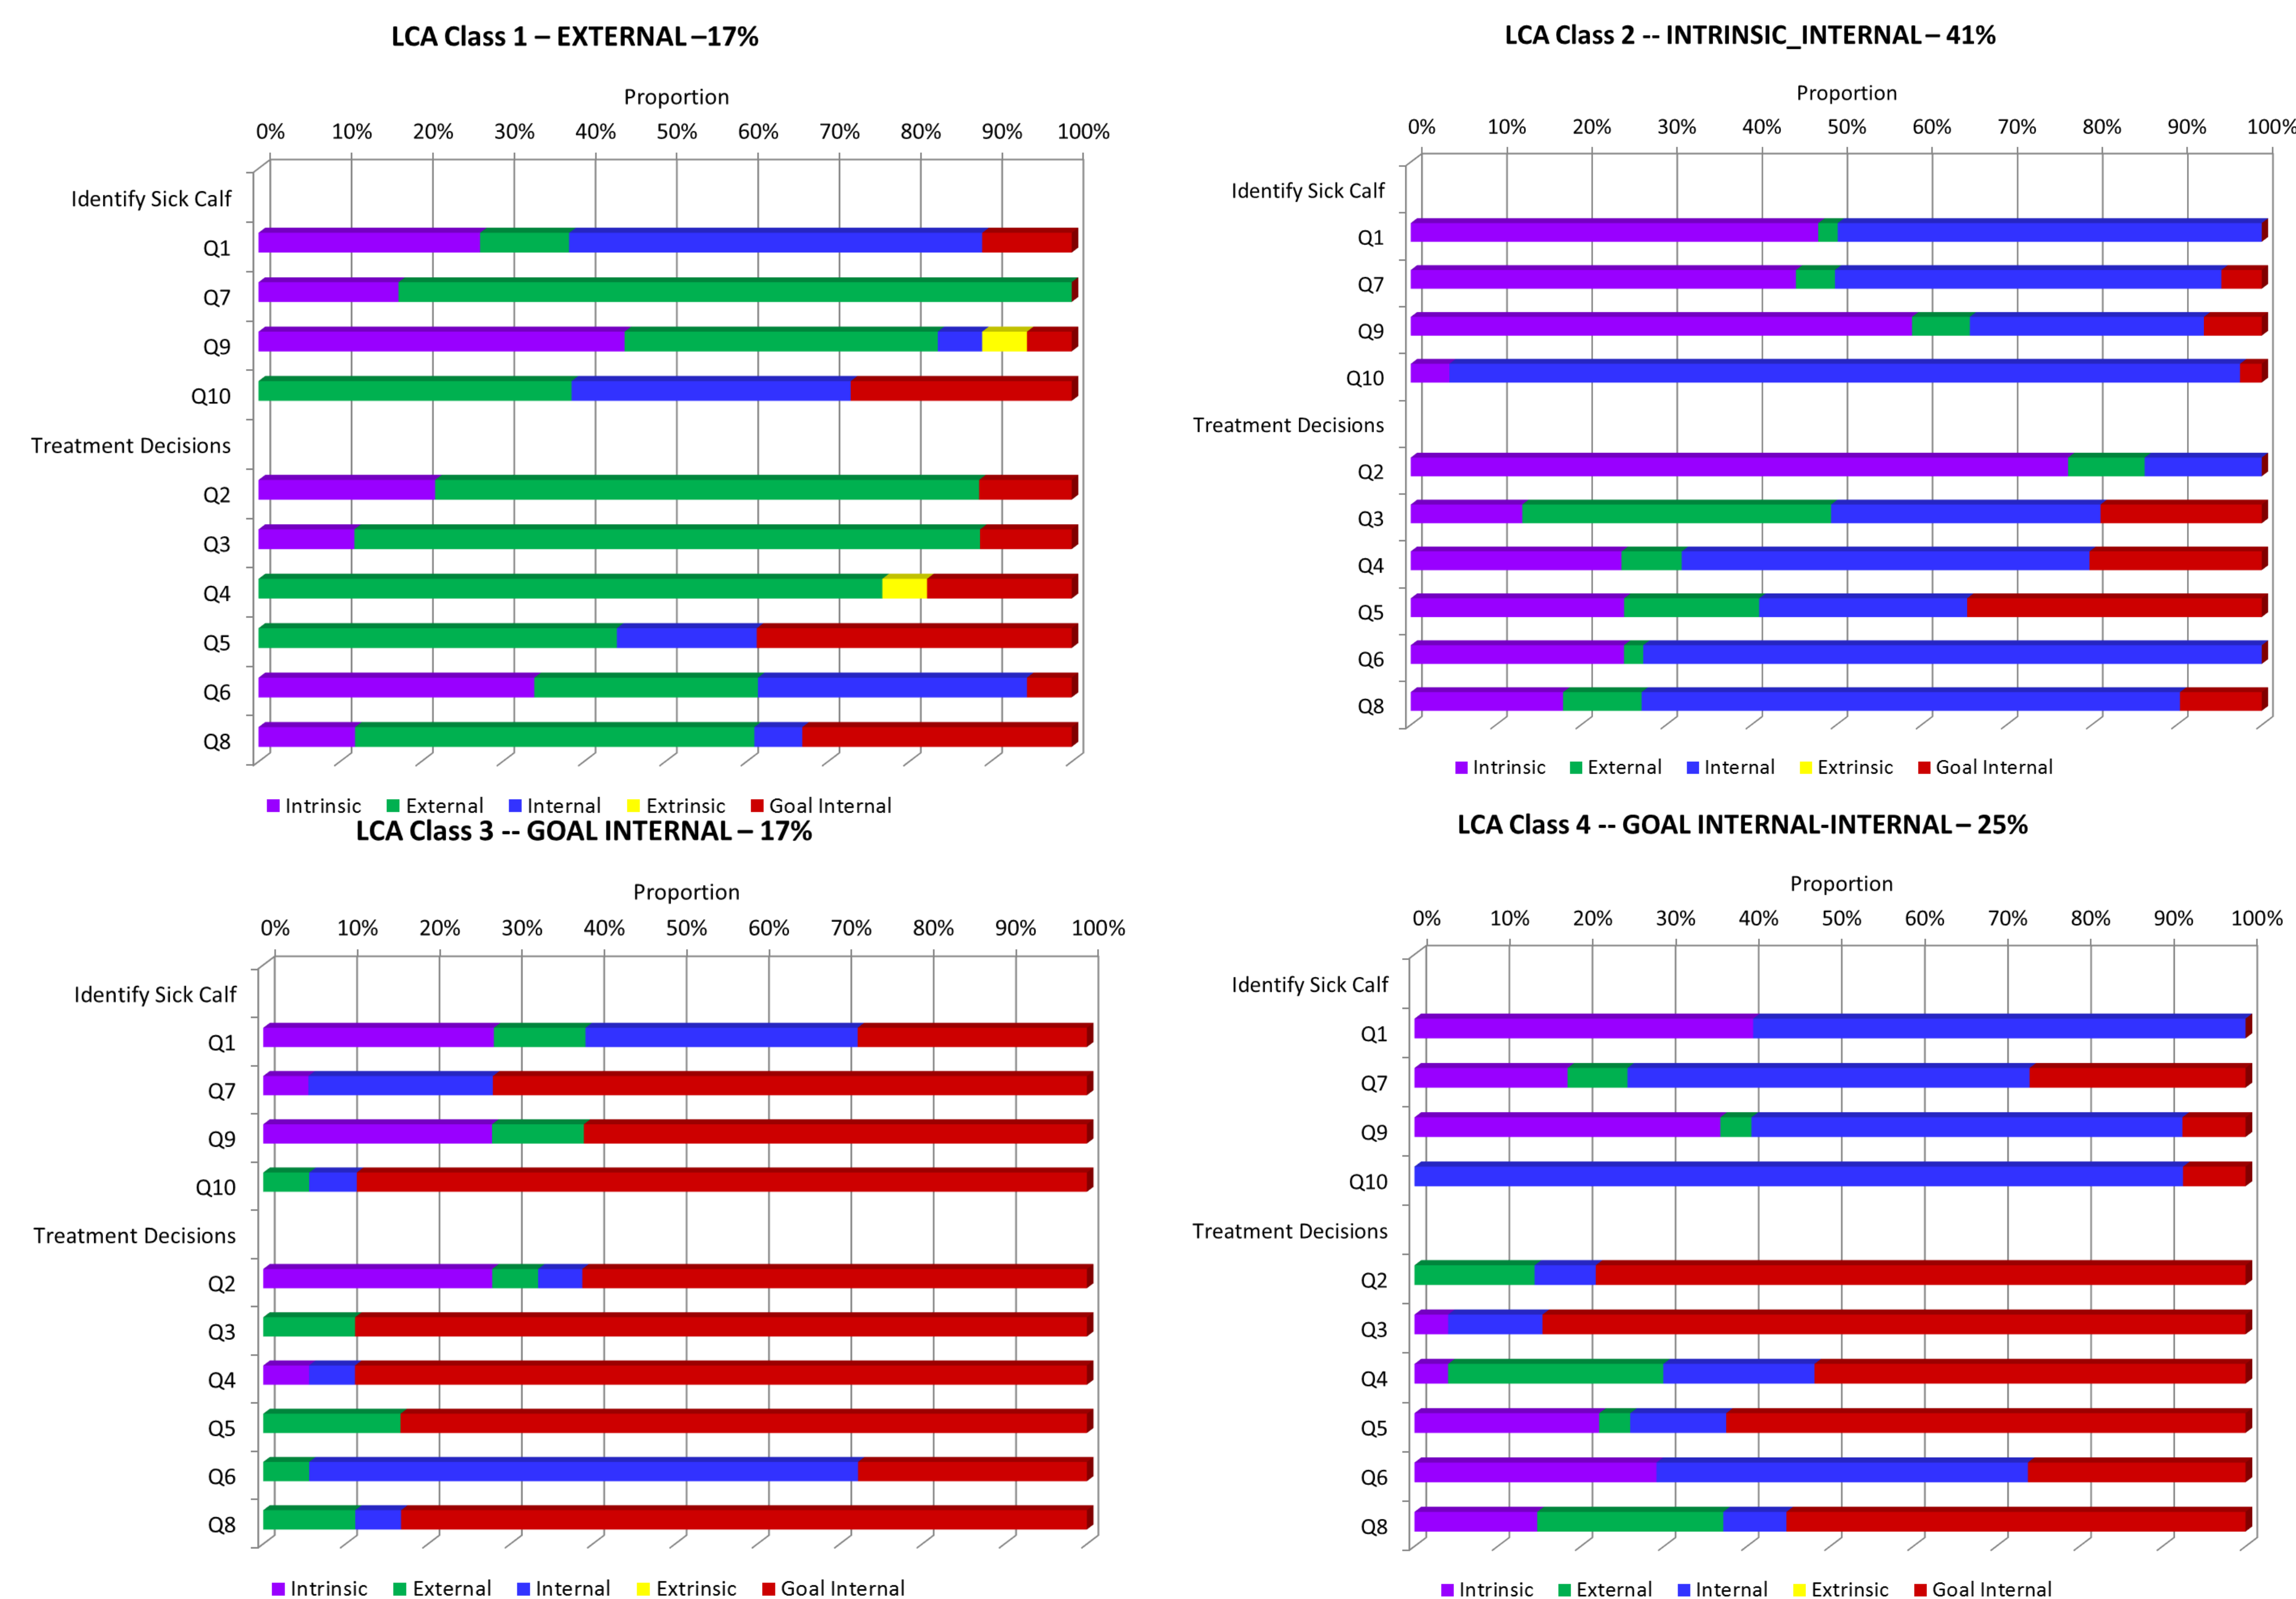 LCA Class 1 – EXTERNAL –17%
Proportion
0% 10% 20% 30% 40% 50% 60% 70% 80% 90% 100%
Identify Sick Calf
Q1
Q7
Q9
Q10
Treatment Decisions
Q2
Q3
Q4
Q5
Q6
Q8
Intrinsic External Internal Extrinsic Goal Internal
LCA Class 2 -- INTRINSIC_INTERNAL – 41%
Proportion
0% 10% 20% 30% 40% 50% 60% 70% 80% 90% 100%
Identify Sick Calf
Q1
Q7
Q9
Q10
Treatment Decisions
Q2
Q3
Q4
Q5
Q6
Q8
Intrinsic External Internal Extrinsic Goal Internal
LCA Class 3 -- GOAL INTERNAL – 17%
Proportion
0% 10% 20% 30% 40% 50% 60% 70% 80% 90% 100%
Identify Sick Calf
Q1
Q7
Q9
Q10
Treatment Decisions
Q2
Q3
Q4
Q5
Q6
Q8
Intrinsic External Internal Extrinsic Goal Internal
LCA Class 4 -- GOAL INTERNAL-INTERNAL – 25%
Proportion
0% 10% 20% 30% 40% 50% 60% 70% 80% 90% 100%
Identify Sick Calf
Q1
Q7
Q9
Q10
Treatment Decisions
Q2
Q3
Q4
Q5
Q6
Q8
Intrinsic External Internal Extrinsic Goal Internal